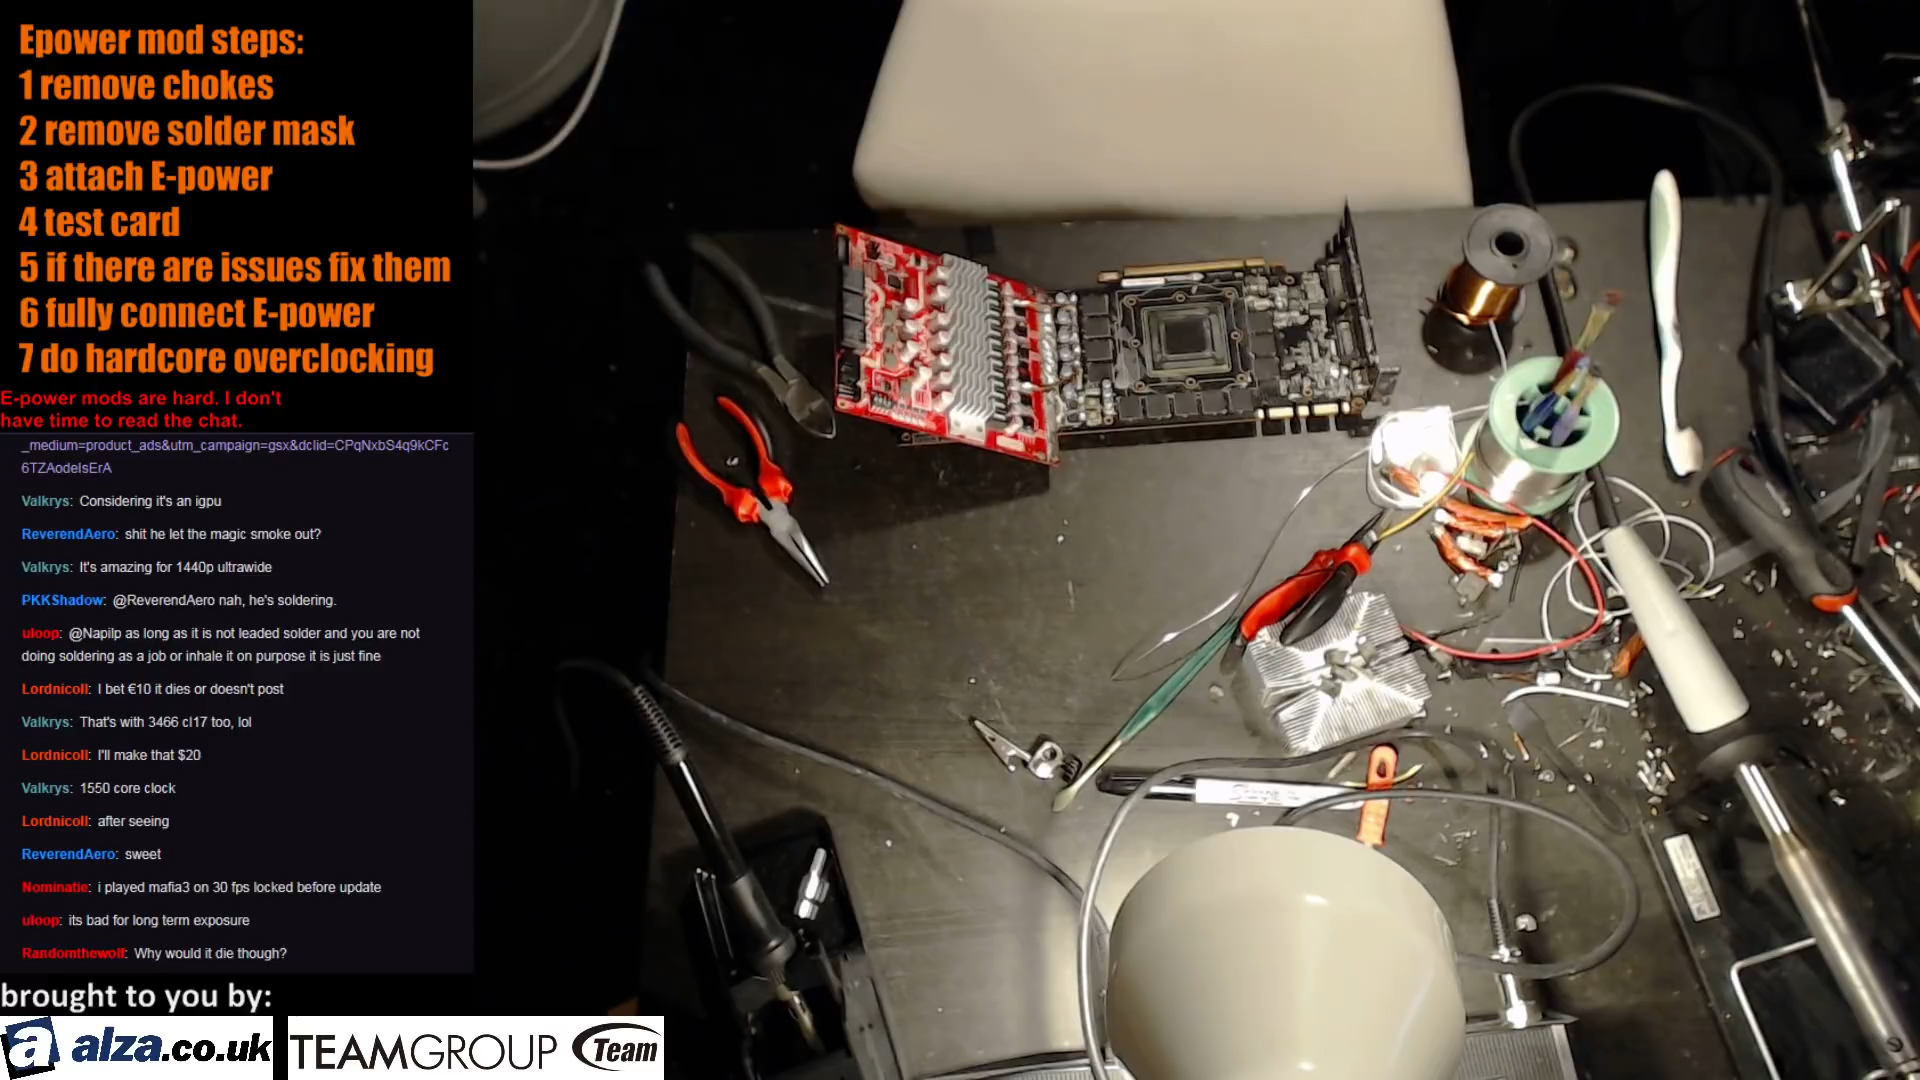 Epower mod steps:
1 remove chokes
2 remove solder mask
3 attach E-power
4 test card
5 if there are issues fix them
6 fully connect E-power
7 do hardcore overclocking
E-power mods are hard. I don't
have time to read the chat.
_medium=product_ads&utm_campaign=gsx&dclid=CPqNxbS4q9kCFc
6TZAodeIsErA
Valkrys: Considering it's an igpu
ReverendAero: shit he let the magic smoke out?
Valkrys: It's amazing for 1440p ultrawide
PKKShadow: @ReverendAero nah, he's soldering.
uloop: @Napilp as long as it is not leaded solder and you are not
doing soldering as a job or inhale it on purpose it is just fine
Lordnicoll: I bet €10 it dies or doesn't post
Valkrys: That's with 3466 cl17 too, lol
Lordnicoll: I'll make that $20
Valkrys: 1550 core clock
Lordnicoll: after seeing
ReverendAero: sweet
Nominatie: i played mafia3 on 30 fps locked before update
uloop: its bad for long term exposure
Randomthewolf: Why would it die though?
brought to you by:
a alza.co.uk TEAMGROUP Team